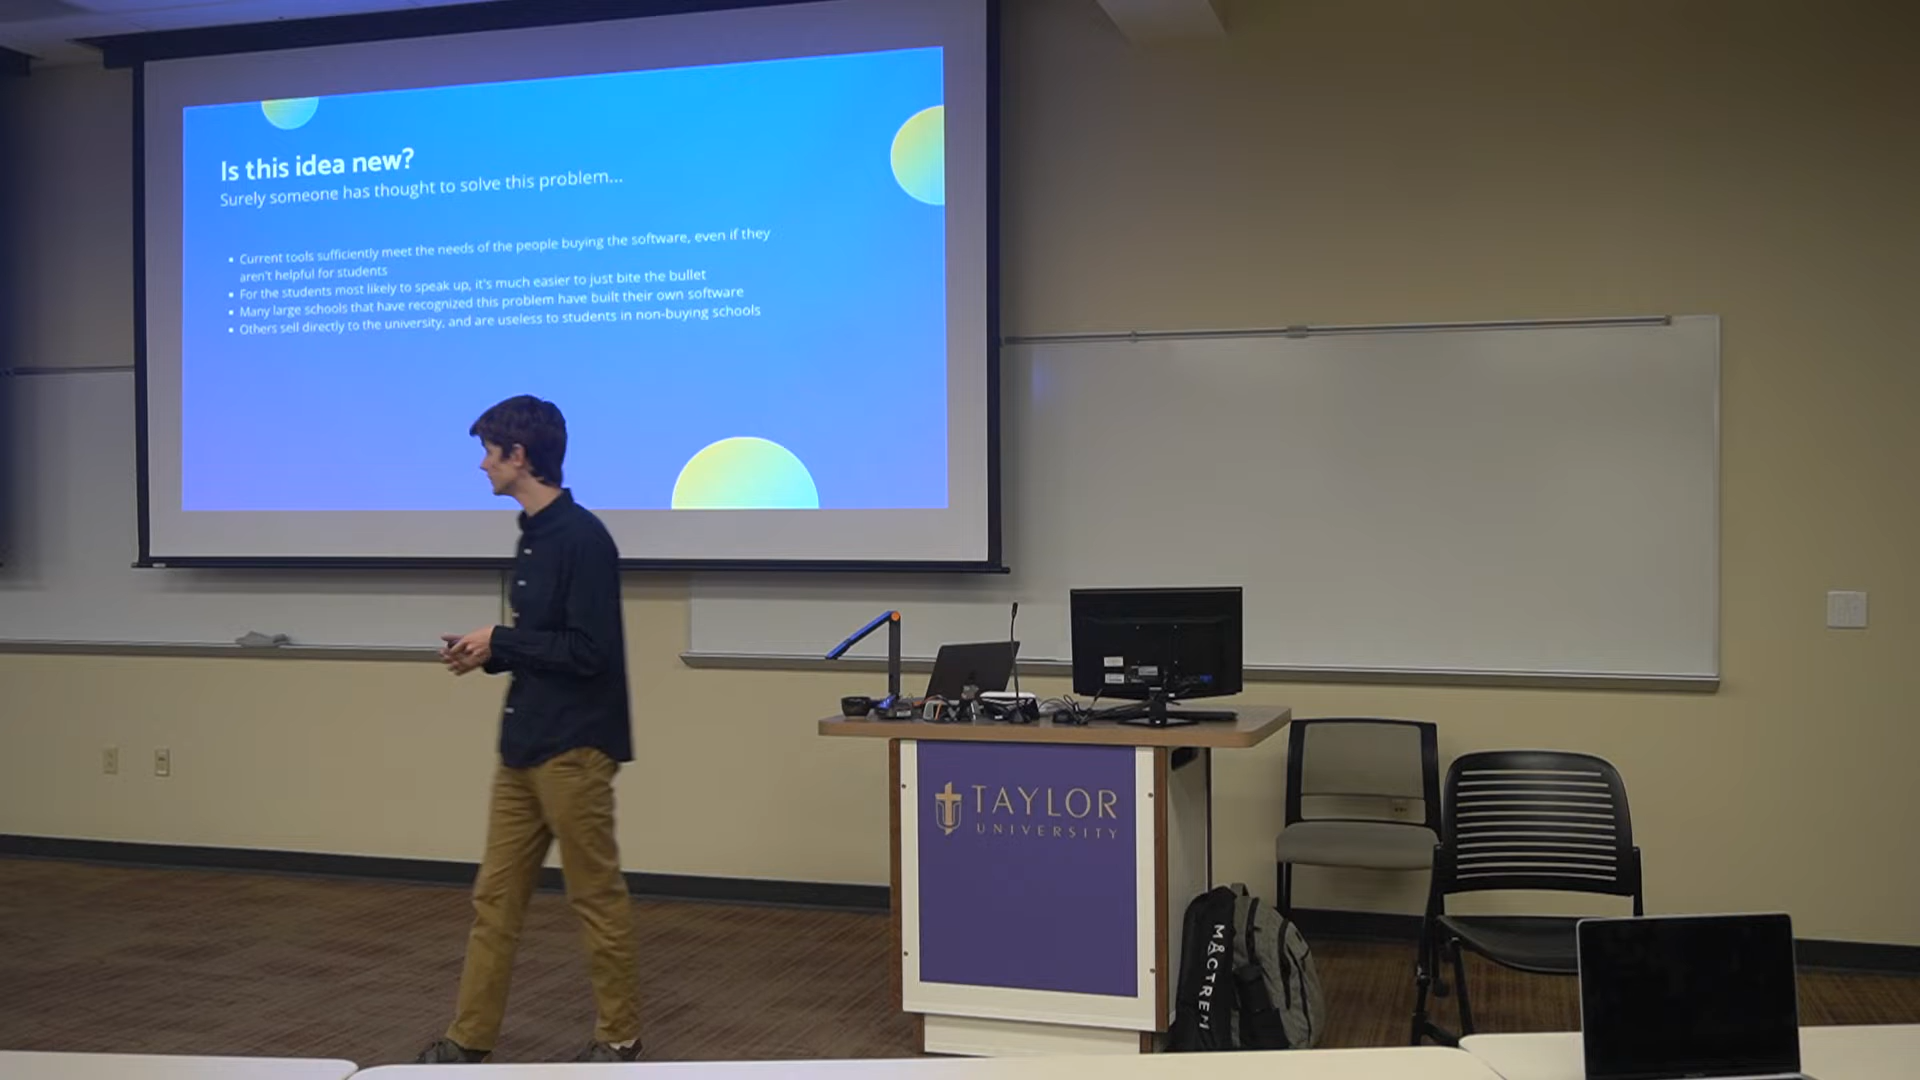 Is this idea new?
Surely someone has thought to solve this problem...
Current tools sufficiently meet the needs of the people buying the software, even if they
aren't helpful for students
For the students most likely to speak up, it's much easier to just bite the bullet
Many large schools that have recognized this problem have built their own software
Others sell directly to the university, and are useless to students in non-buying schools
TAYLOR
UNIVERSITY